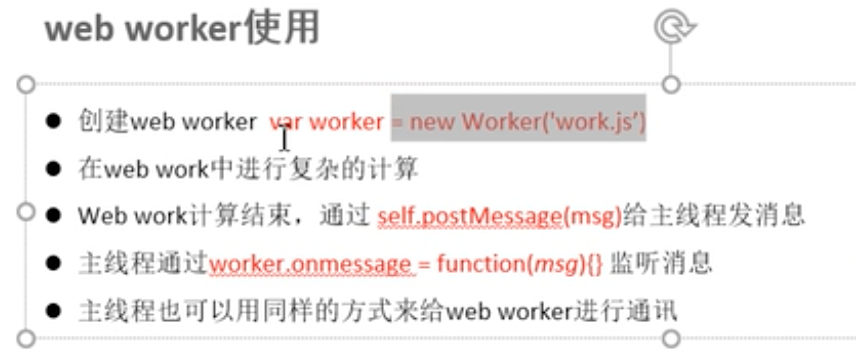 web worker使用
● 创建web worker var worker = new Worker('work.js’)
● 在web work中进行复杂的计算
● Web work计算结束，通过 self.postMessage(msg)给主线程发消息
● 主线程通过worker.onmessage = function(msg){} 监听消息
● 主线程也可以用同样的方式来给web worker进行通讯